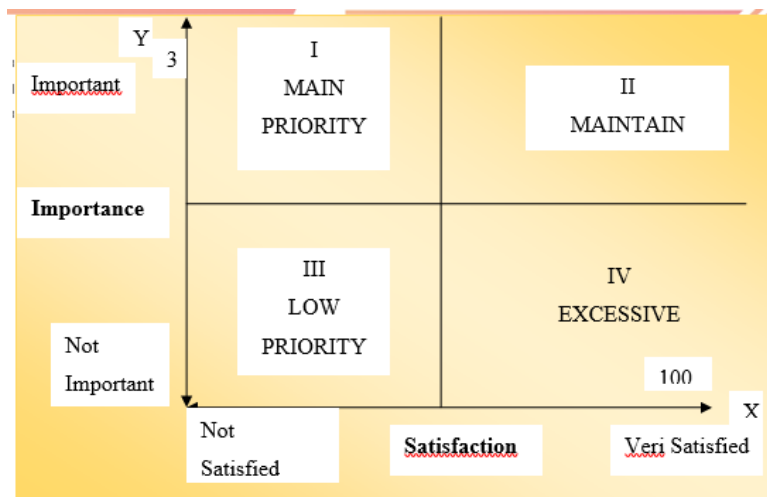 Y
3
Important
I
MAIN
PRIORITY
II
MAINTAIN
Importance
III
LOW
PRIORITY
IV
EXCESSIVE
Not
Important
100
X
Not
Satisfied
Satisfaction
Veri Satisfied